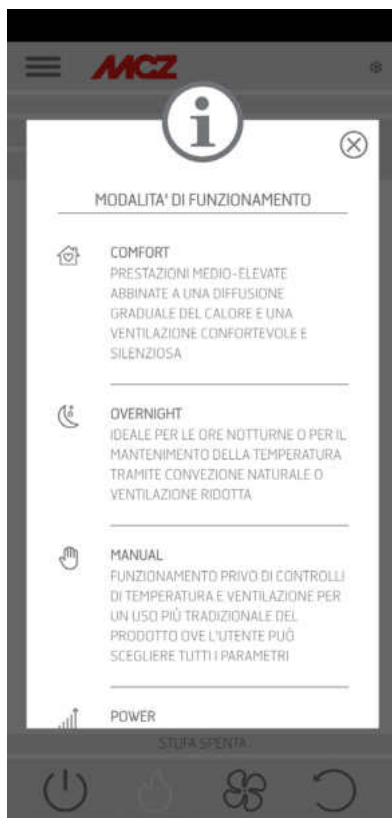 MCZ
MODALITA' DI FUNZIONAMENTO
COMFORT
PRESTAZIONI MEDIO-ELEVATE
ABBINATE A UNA DIFFUSIONE
GRADUALE DEL CALORE E UNA
VENTILAZIONE CONFORTEVOLE E
SILENZIOSA
OVERNIGHT
IDEALE PER LE ORE NOTTURNE O PER IL
MANTENIMENTO DELLA TEMPERATURA
TRAMITE CONVEZIONE NATURALE O
VENTILAZIONE RIDOTTA
MANUAL
FUNZIONAMENTO PRIVO DI CONTROLLI
DI TEMPERATURA E VENTILAZIONE PER
UN USO PIÙ TRADIZIONALE DEL
PRODOTTO OVE L'UTENTE PUÒ
SCEGLIERE TUTTI I PARAMETRI
POWER
STUFA SPENTA